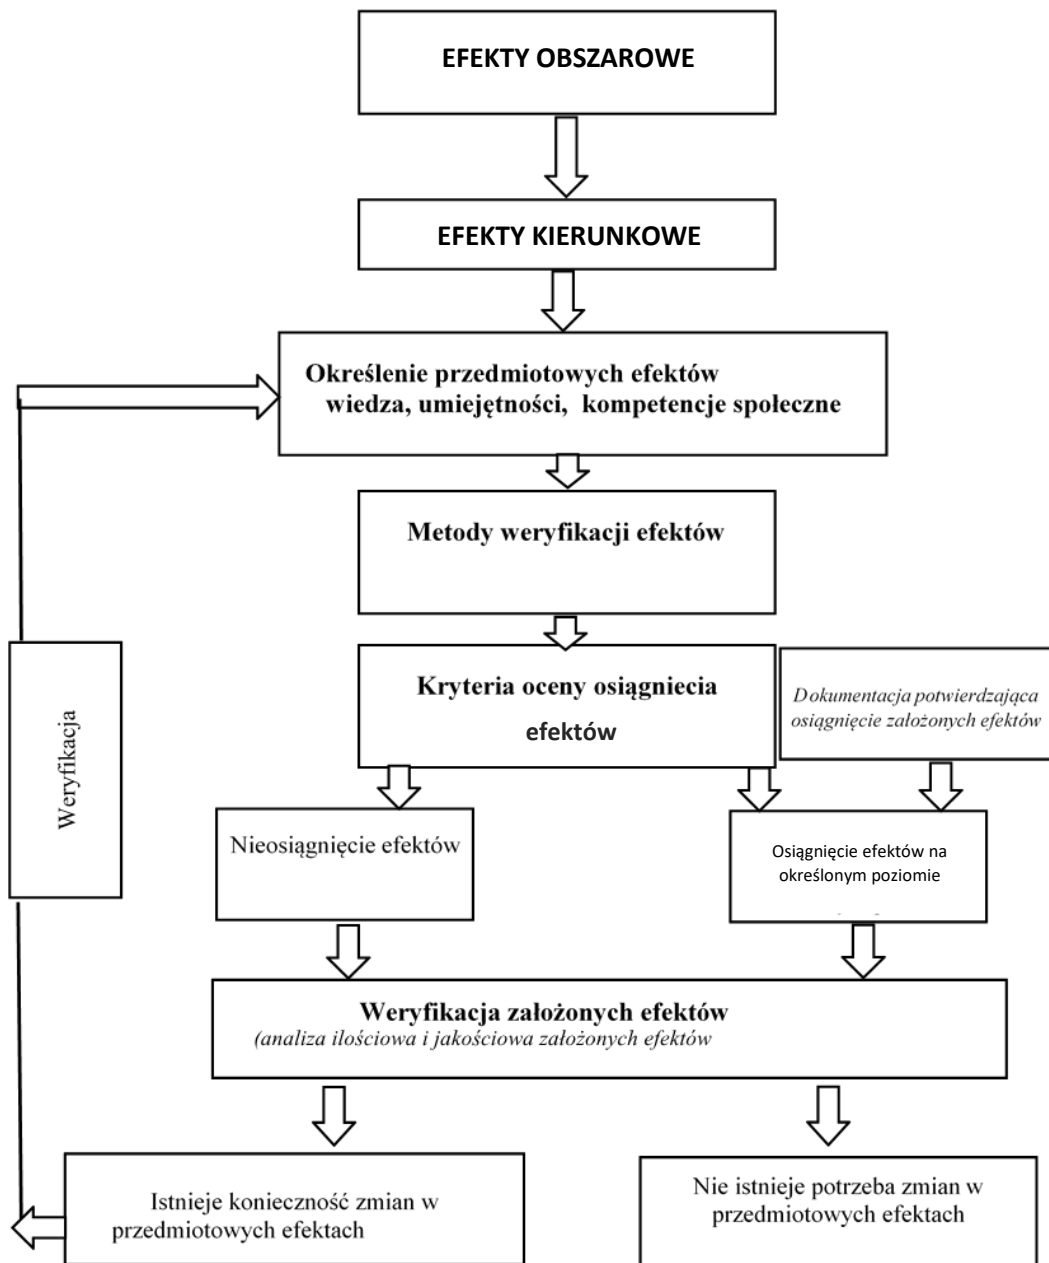 EFEKTY OBSZAROWE
EFEKTY KIERUNKOWE
Określenie przedmiotowych efektów
wiedza, umiejętności, kompetencje społeczne
Metody weryfikacji efektów
Kryteria oceny osiągniecia
efektów
Dokumentacja potwierdzająca
osiągnięcie założonych efektów
Weryfikacja
Nieosiągnięcie efektów
Osiągnięcie efektów na
określonym poziomie
Weryfikacja założonych efektów
(analiza ilościowa i jakościowa założonych efektów
Istnieje konieczność zmian w
przedmiotowych efektach
Nie istnieje potrzeba zmian w
przedmiotowych efektach